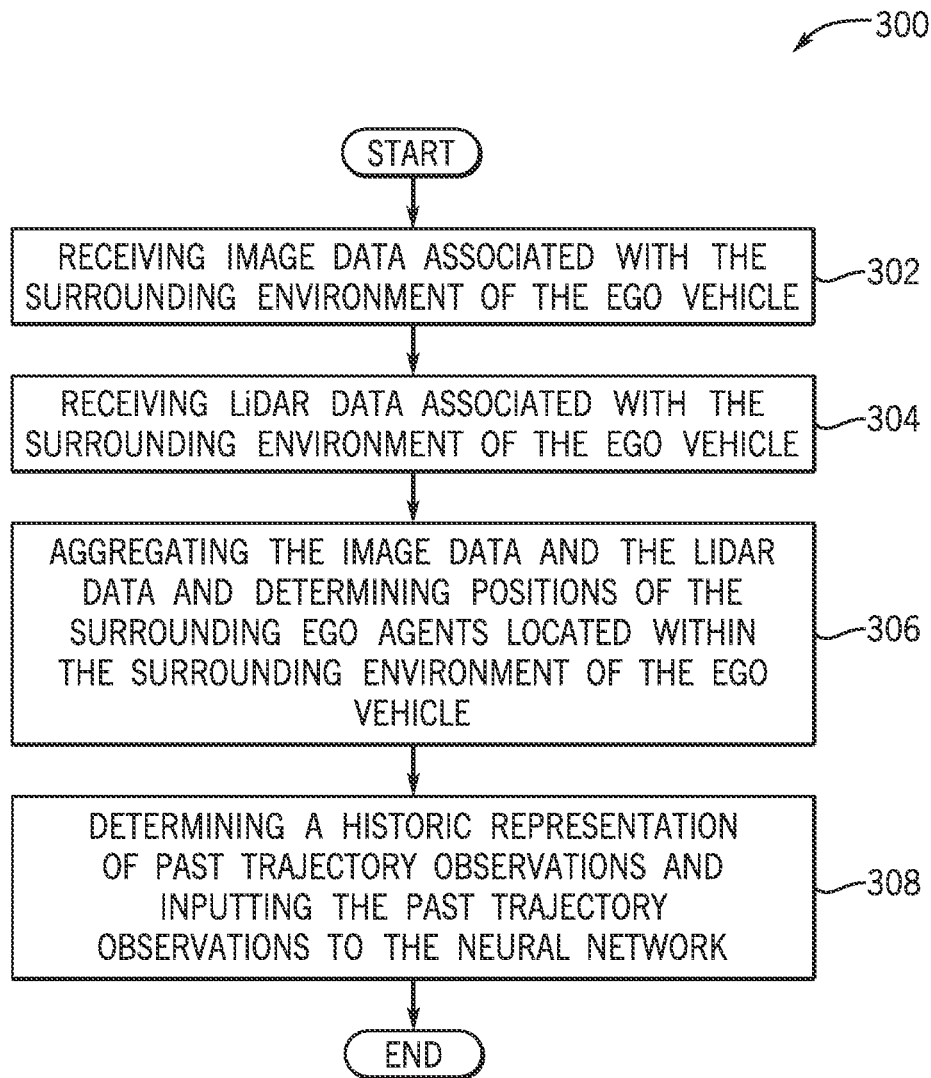 300
START
RECEIVING IMAGE DATA ASSOCIATED WITH THE
SURROUNDING ENVIRONMENT OF THE EGO VEHICLE
302
RECEIVING LiDAR DATA ASSOCIATED WITH THE
SURROUNDING ENVIRONMENT OF THE EGO VEHICLE
304
AGGREGATING THE IMAGE DATA AND THE LIDAR
DATA AND DETERMINING POSITIONS OF THE
SURROUNDING EGO AGENTS LOCATED WITHIN
THE SURROUNDING ENVIRONMENT OF THE EGO
VEHICLE
306
DETERMINING A HISTORIC REPRESENTATION
OF PAST TRAJECTORY OBSERVATIONS AND
INPUTTING THE PAST TRAJECTORY
OBSERVATIONS TO THE NEURAL NETWORK
308
END